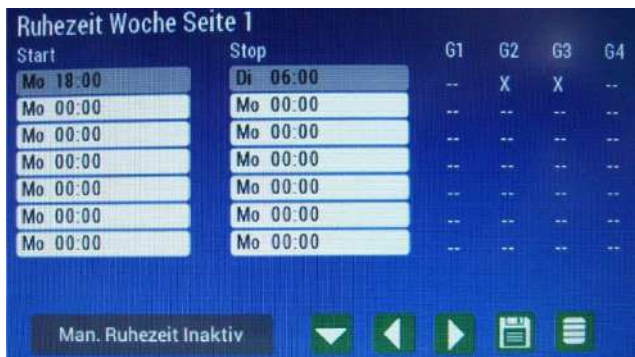 Ruhezeit Woche Seite 1
Start Stop G1 G2 G3 G4
Mo 18:00 Di 06:00 -- X X --
Mo 00:00 Mo 00:00 -- -- -- --
Mo 00:00 Mo 00:00 -- -- -- --
Mo 00:00 Mo 00:00 -- -- -- --
Mo 00:00 Mo 00:00 -- -- -- --
Mo 00:00 Mo 00:00 -- -- -- --
Mo 00:00 Mo 00:00 -- -- -- --
Man. Ruhezeit Inaktiv